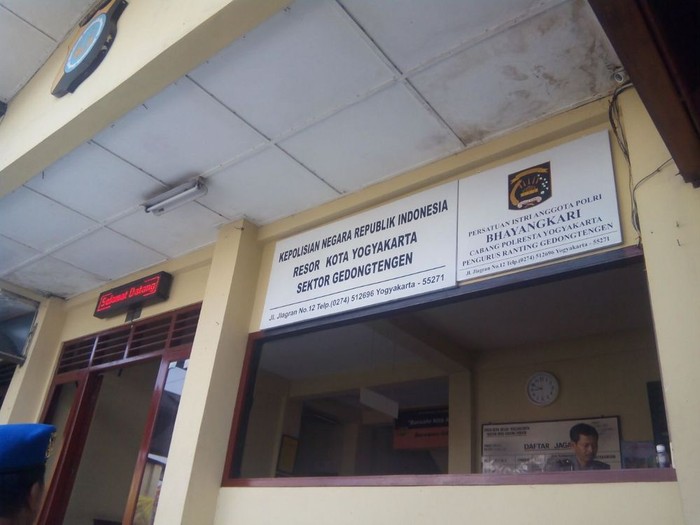 Selamat Datang
KEPOLISIAN NEGARA REPUBLIK INDONESIA
RESOR KOTA YOGYAKARTA
SEKTOR GEDONGTENGEN
Jl. Jlagran No.12 Telp.(0274) 512696 Yogyakarta - 55271
PERSATUAN ISTRI ANGGOTA POLRI
BHAYANGKARI
CABANG POLRESTA YOGYAKARTA
PENGURUS RANTING GEDONGTENGEN
Jl. Jlagran No.12 Telp.(0274) 512696 Yogyakarta - 55271
DAFTAR JAGA